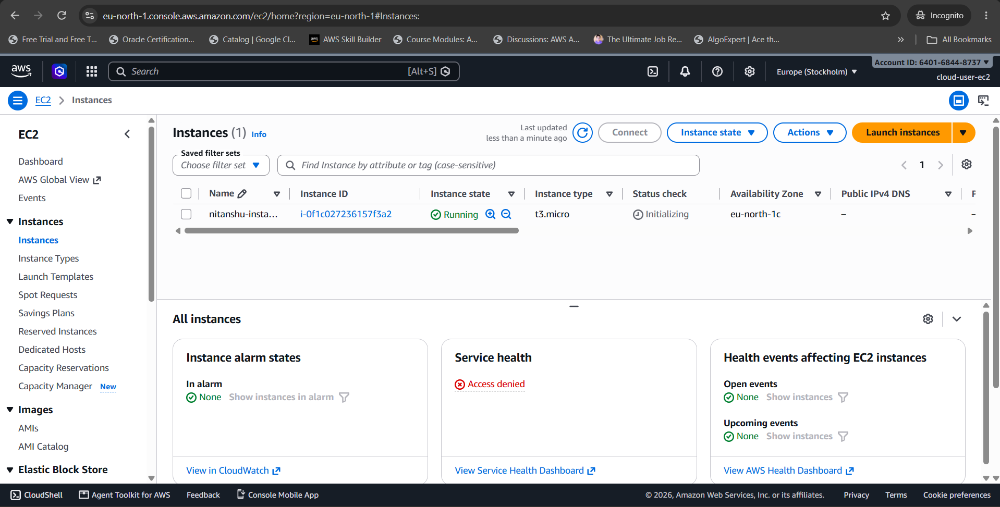 eu-north-1.console.aws.amazon.com/ec2/home?region=eu-north-1#Instances:
Incognito
Free Trial and Free T...
Oracle Certification...
Catalog | Google Cl...
AWS Skill Builder
Course Modules: A...
Discussions: AWS A...
The Ultimate Job Re...
AlgoExpert | Ace th...
All Bookmarks
aws
Search
[Alt+S]
Europe (Stockholm)
Account ID: 6401-6844-8737
cloud-user-ec2
EC2
Instances
EC2
Dashboard
AWS Global View
Events
Instances
Instances
Instance Types
Launch Templates
Spot Requests
Savings Plans
Reserved Instances
Dedicated Hosts
Capacity Reservations
Capacity Manager New
Images
AMIs
AMI Catalog
Elastic Block Store
Instances (1) Info
Last updated
less than a minute ago
Connect
Instance state
Actions
Launch instances
Saved filter sets
Choose filter set
Find Instance by attribute or tag (case-sensitive)
1
Name
Instance ID
Instance state
Instance type
Status check
Availability Zone
Public IPv4 DNS
nitanshu-insta...
i-0f1c027236157f3a2
Running
t3.micro
Initializing
eu-north-1c
–
–
All instances
Instance alarm states
In alarm
None Show instances in alarm
View in CloudWatch
Service health
Access denied
View Service Health Dashboard
Health events affecting EC2 instances
Open events
None Show instances
Upcoming events
None Show instances
View AWS Health Dashboard
CloudShell
Agent Toolkit for AWS
Feedback
Console Mobile App
© 2026, Amazon Web Services, Inc. or its affiliates.
Privacy
Terms
Cookie preferences